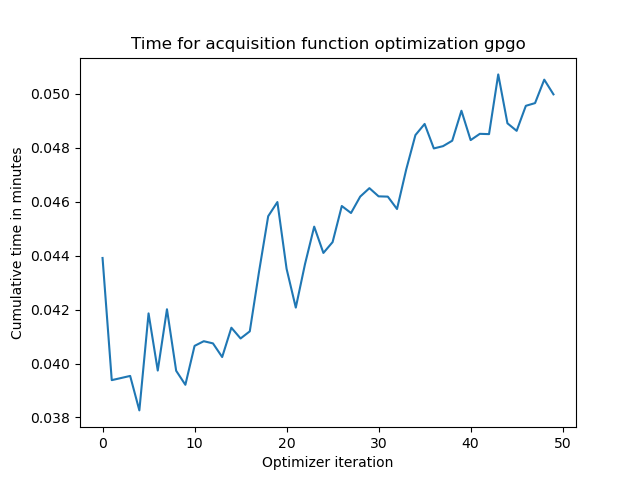 Time for acquisition function optimization gpgo
Cumulative time in minutes
0.050
0.048
0.046
0.044
0.042
0.040
0.038
0 10 20 30 40 50
Optimizer iteration